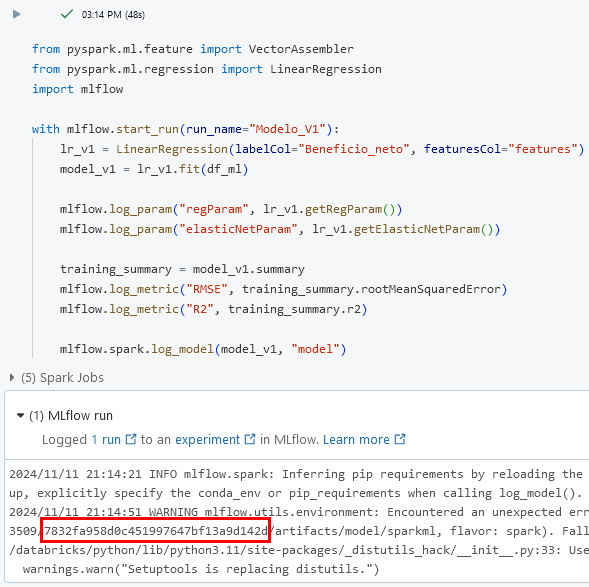 03:14 PM (48s)
from pyspark.ml.feature import VectorAssembler
from pyspark.ml.regression import LinearRegression
import mlflow
with mlflow.start_run(run_name="Modelo_V1"):
lr_v1 = LinearRegression(labelCol="Beneficio_neto", featuresCol="features")
model_v1 = lr_v1.fit(df_ml)
mlflow.log_param("regParam", lr_v1.getRegParam())
mlflow.log_param("elasticNetParam", lr_v1.getElasticNetParam())
training_summary = model_v1.summary
mlflow.log_metric("RMSE", training_summary.rootMeanSquaredError)
mlflow.log_metric("R2", training_summary.r2)
mlflow.spark.log_model(model_v1, "model")
(5) Spark Jobs
(1) MLflow run
Logged 1 run to an experiment in MLflow. Learn more
2024/11/11 21:14:21 INFO mlflow.spark: Inferring pip requirements by reloading the
up, explicitly specify the conda_env or pip_requirements when calling log_model().
2024/11/11 21:14:51 WARNING mlflow.utils.environment: Encountered an unexpected err
3509/7832fa958d0c451997647bf13a9d142d/artifacts/model/sparkml, flavor: spark). Fall
/databricks/python/lib/python3.11/site-packages/_distutils_hack/__init__.py:33: Use
warnings.warn("Setuptools is replacing distutils.")